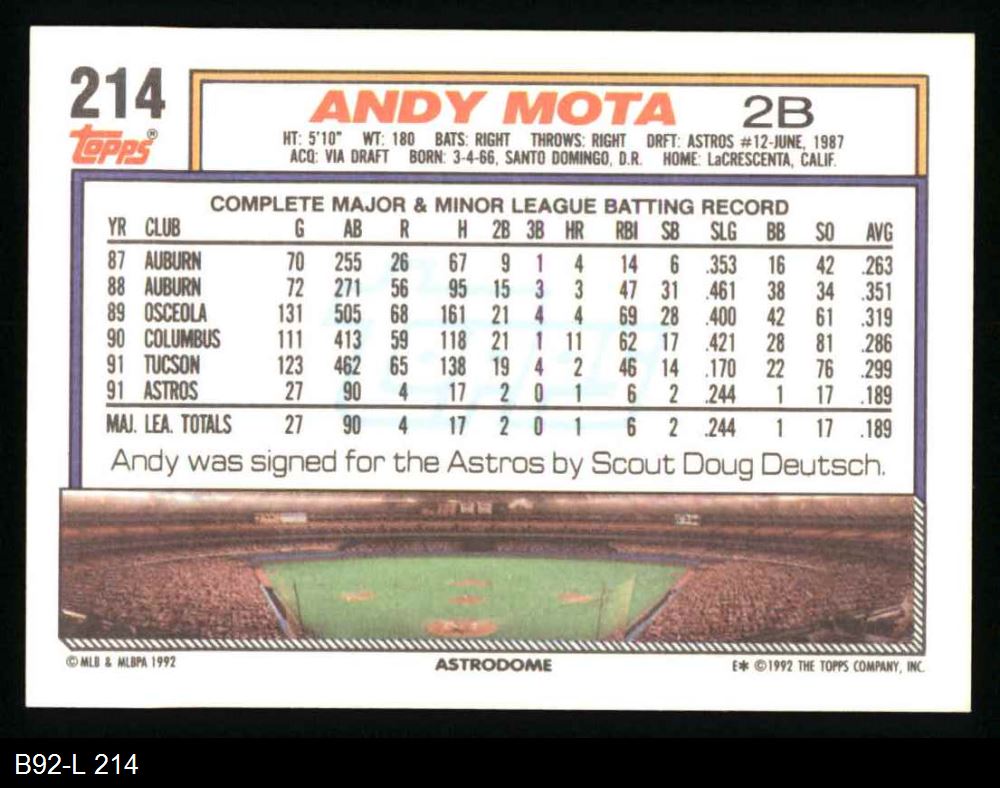 214
ANDY MOTA 2B
Topps®
HT: 5'10" WT: 180 BATS: RIGHT THROWS: RIGHT DRFT: ASTROS #12-JUNE, 1987
ACQ: VIA DRAFT BORN: 3-4-66, SANTO DOMINGO, D.R. HOME: LaCRESCENTA, CALIF.
COMPLETE MAJOR & MINOR LEAGUE BATTING RECORD
YR CLUB G AB R H 2B 3B HR RBI SB SLG BB SO AVG
87 AUBURN 70 255 26 67 9 1 4 14 6 .353 16 42 .263
88 AUBURN 72 271 56 95 15 3 3 47 31 .461 38 34 .351
89 OSCEOLA 131 505 68 161 21 4 4 69 28 .400 42 61 .319
90 COLUMBUS 111 413 59 118 21 1 11 62 17 .421 28 81 .286
91 TUCSON 123 462 65 138 19 4 2 46 14 .170 22 76 .299
91 ASTROS 27 90 4 17 2 0 1 6 2 .244 1 17 .189
MAJ. LEA. TOTALS 27 90 4 17 2 0 1 6 2 .244 1 17 .189
Andy was signed for the Astros by Scout Doug Deutsch.
© MLB & MLBPA 1992 ASTRODOME E* ©1992 THE TOPPS COMPANY, INC.
B92-L 214